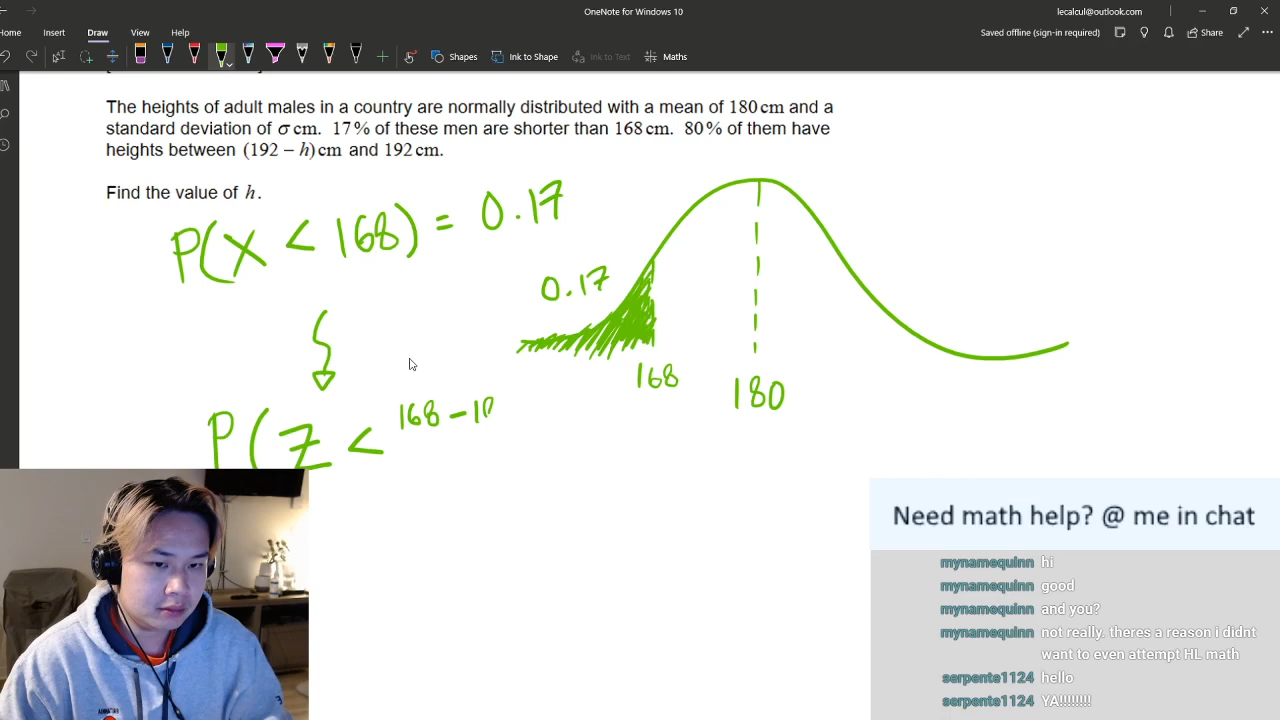 OneNote for Windows 10
lecalcul@outlook.com
Home Insert Draw View Help
Saved offline (sign-in required)
Share
Shapes
Ink to Shape
Ink to Text
Maths
The heights of adult males in a country are normally distributed with a mean of 180 cm and a
standard deviation of σ cm. 17% of these men are shorter than 168 cm. 80% of them have
heights between (192 − h) cm and 192 cm.
Find the value of h.
P(X < 168) = 0.17
0.17
168
180
P(Z < 168 - 18
Need math help? @ me in chat
mynamequinn hi
mynamequinn good
mynamequinn and you?
mynamequinn not really. theres a reason i didnt
want to even attempt HL math
serpente1124 hello
serpente1124 YA!!!!!!!!